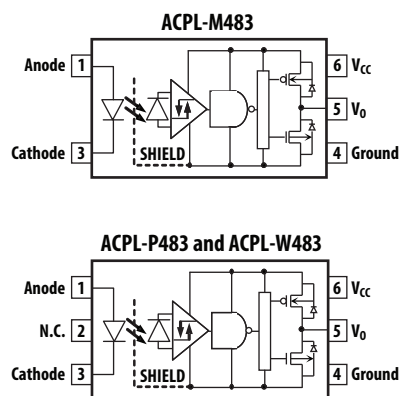 ACPL-M483
Anode 1
6 VCC
5 VO
Cathode 3
SHIELD
4 Ground
ACPL-P483 and ACPL-W483
Anode 1
6 VCC
N.C. 2
5 VO
Cathode 3
SHIELD
4 Ground